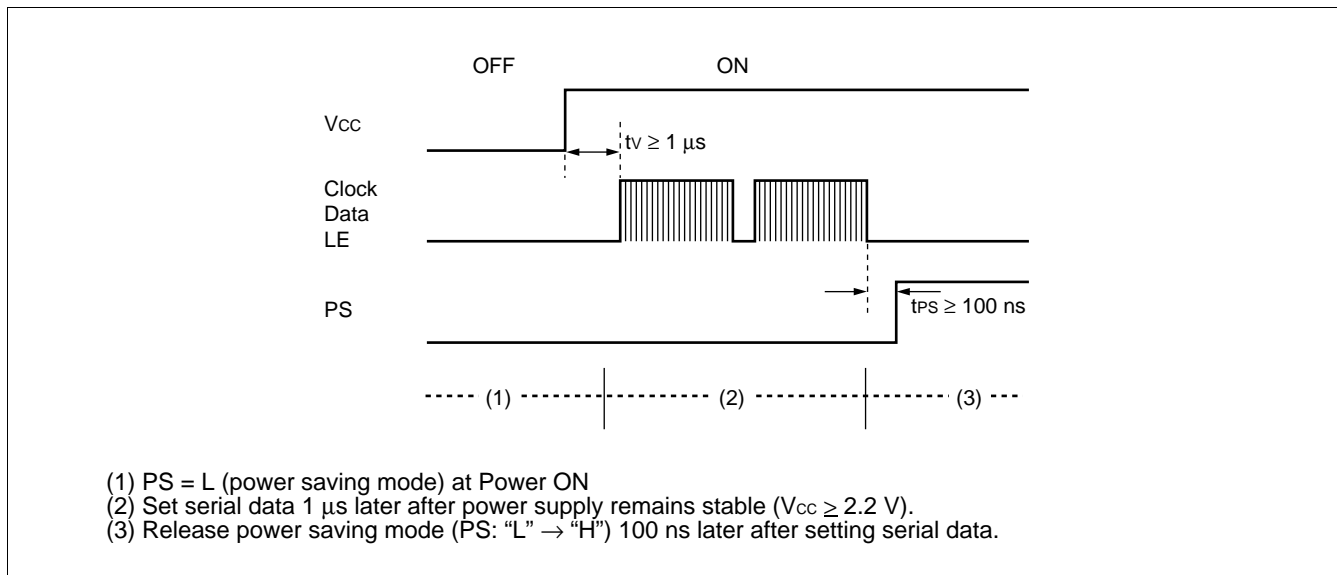 OFF ON
VCC
tV ≥ 1 μs
Clock
Data
LE
PS
tPS ≥ 100 ns
(1) (2) (3)
(1) PS = L (power saving mode) at Power ON
(2) Set serial data 1 μs later after power supply remains stable (VCC ≥ 2.2 V).
(3) Release power saving mode (PS: “L” → “H”) 100 ns later after setting serial data.